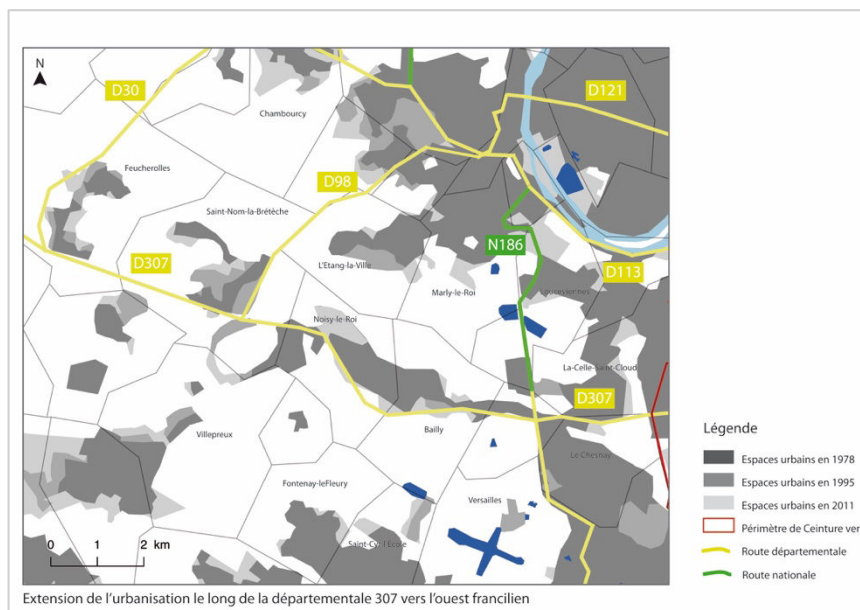 N
D30
D121
Chambourcy
Feucherolles
D98
Saint-Nom-la-Brétèche
N186
D307
L'Etang-la-Ville
D113
Marly-le-Roi
Louveciennes
Noisy-le-Roi
La-Celle-Saint-Cloud
D307
Villepreux
Bailly
Le Chesnay
Fontenay-leFleury
Versailles
Saint-Cyr-l'Ecole
0 1 2 km
Légende
Espaces urbains en 1978
Espaces urbains en 1995
Espaces urbains en 2011
Périmètre de Ceinture ver
Route départementale
Route nationale
Extension de l'urbanisation le long de la départementale 307 vers l'ouest francilien